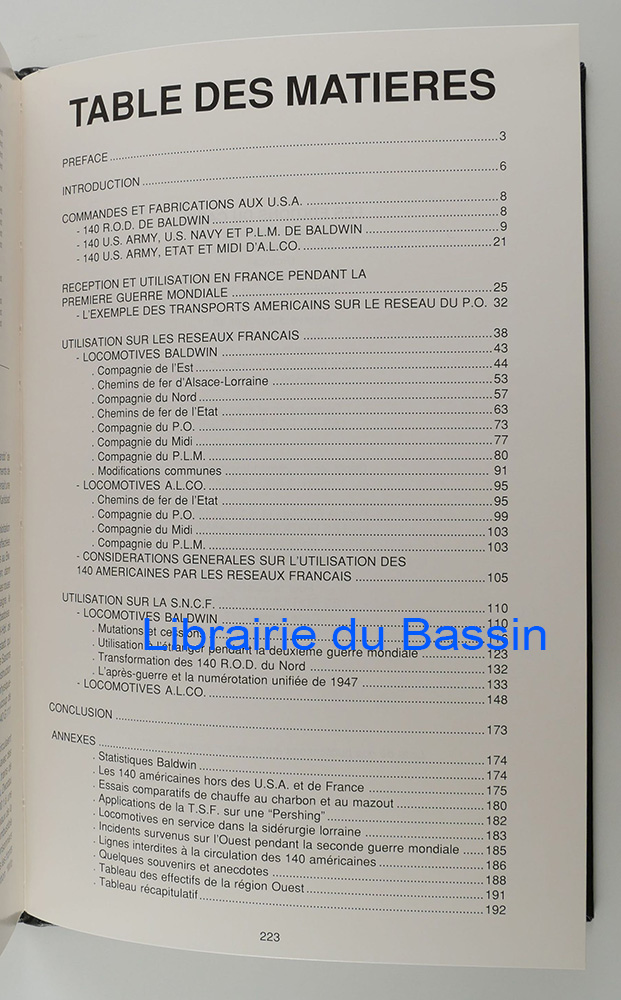 TABLE DES MATIERES
PREFACE 3
INTRODUCTION 6
COMMANDES ET FABRICATIONS AUX U.S.A. 8
- 140 R.O.D. DE BALDWIN 8
- 140 U.S. ARMY, U.S. NAVY ET P.L.M. DE BALDWIN 9
- 140 U.S. ARMY, ETAT ET MIDI D'A.L.CO. 21
RECEPTION ET UTILISATION EN FRANCE PENDANT LA
PREMIERE GUERRE MONDIALE 25
- L'EXEMPLE DES TRANSPORTS AMERICAINS SUR LE RESEAU DU P.O. 32
UTILISATION SUR LES RESEAUX FRANCAIS 38
- LOCOMOTIVES BALDWIN 43
. Compagnie de l'Est 44
. Chemins de fer d'Alsace-Lorraine 53
. Compagnie du Nord 57
. Chemins de fer de l'Etat 63
. Compagnie du P.O. 73
. Compagnie du Midi 77
. Compagnie du P.L.M. 80
. Modifications communes 91
- LOCOMOTIVES A.L.CO. 95
. Chemins de fer de l'Etat 95
. Compagnie du P.O. 99
. Compagnie du Midi 103
. Compagnie du P.L.M. 103
- CONSIDERATIONS GENERALES SUR L'UTILISATION DES
140 AMERICAINES PAR LES RESEAUX FRANCAIS 105
UTILISATION SUR LA S.N.C.F. 110
- LOCOMOTIVES BALDWIN 110
. Mutations et cessions
Librairie du Bassin
. Utilisation à l'étranger pendant la deuxième guerre mondiale 123
. Transformation des 140 R.O.D. du Nord 132
. L'après-guerre et la numérotation unifiée de 1947 133
- LOCOMOTIVES A.L.CO. 148
CONCLUSION 173
ANNEXES 174
. Statistiques Baldwin 174
. Les 140 américaines hors des U.S.A. et de France 175
. Essais comparatifs de chauffe au charbon et au mazout 180
. Applications de la T.S.F. sur une "Pershing" 182
. Locomotives en service dans la sidérurgie lorraine 183
. Incidents survenus sur l'Ouest pendant la seconde guerre mondiale 185
. Lignes interdites à la circulation des 140 américaines 186
. Quelques souvenirs et anecdotes 188
. Tableau des effectifs de la région Ouest 191
. Tableau récapitulatif 192
223